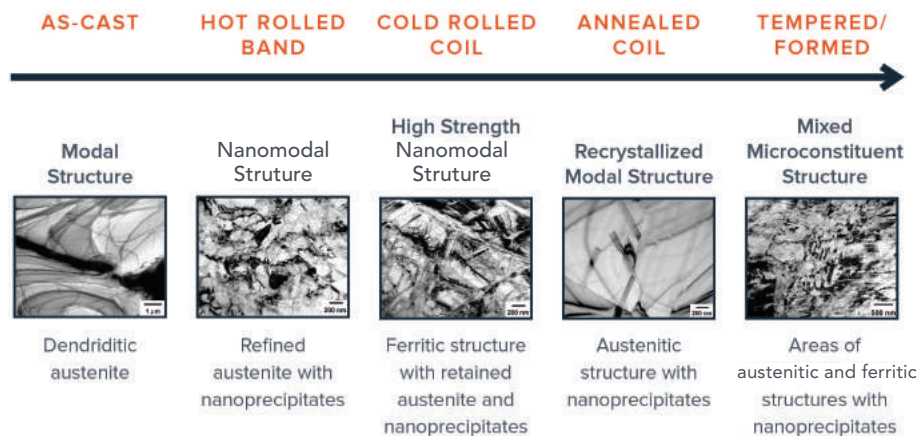 AS-CAST
HOT ROLLED
BAND
COLD ROLLED
COIL
ANNEALED
COIL
TEMPERED/
FORMED
Modal
Structure
Nanomodal
Struture
High Strength
Nanomodal
Struture
Recrystallized
Modal Structure
Mixed
Microconstituent
Structure
1 µm
200 nm
200 nm
200 nm
500 nm
Dendriditic
austenite
Refined
austenite with
nanoprecipitates
Ferritic structure
with retained
austenite and
nanoprecipitates
Austenitic
structure with
nanoprecipitates
Areas of
austenitic and ferritic
structures with
nanoprecipitates